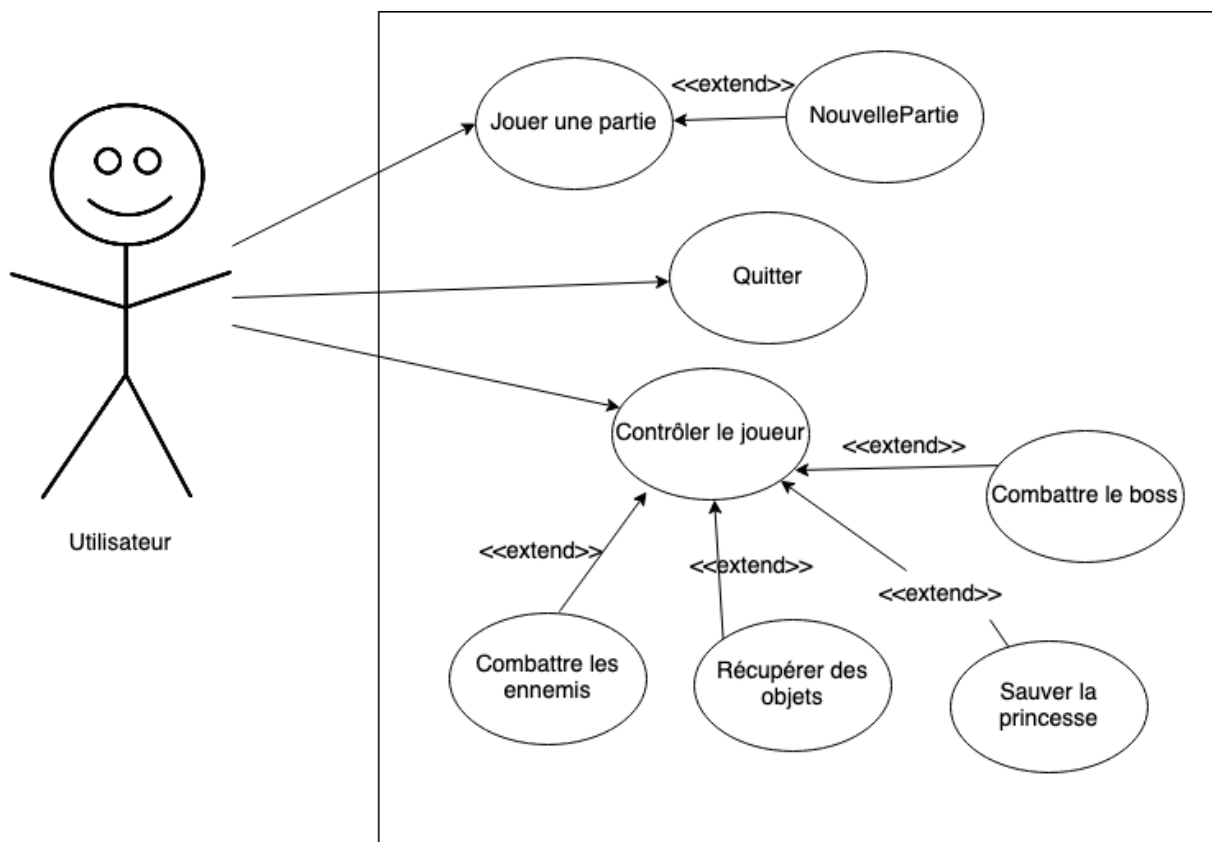 <<extend>>
Jouer une partie
NouvellePartie
Quitter
Contrôler le joueur
<<extend>>
Combattre le boss
Utilisateur
<<extend>>
<<extend>>
<<extend>>
Combattre les
ennemis
Récupérer des
objets
Sauver la
princesse